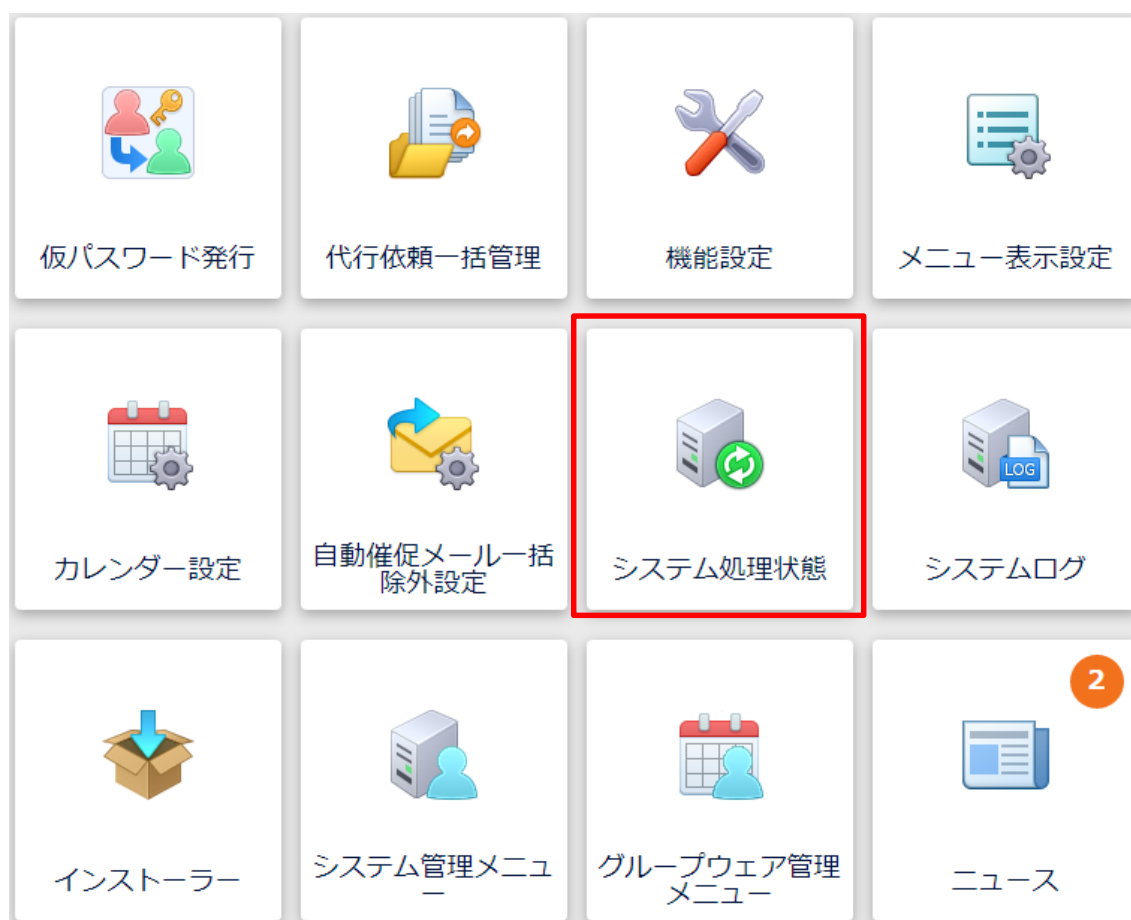 仮パスワード発行
代行依頼一括管理
機能設定
メニュー表示設定
カレンダー設定
自動催促メール一括
除外設定
システム処理状態
LOG
システムログ
インストーラー
システム管理メニュ
ー
グループウェア管理
メニュー
2
ニュース